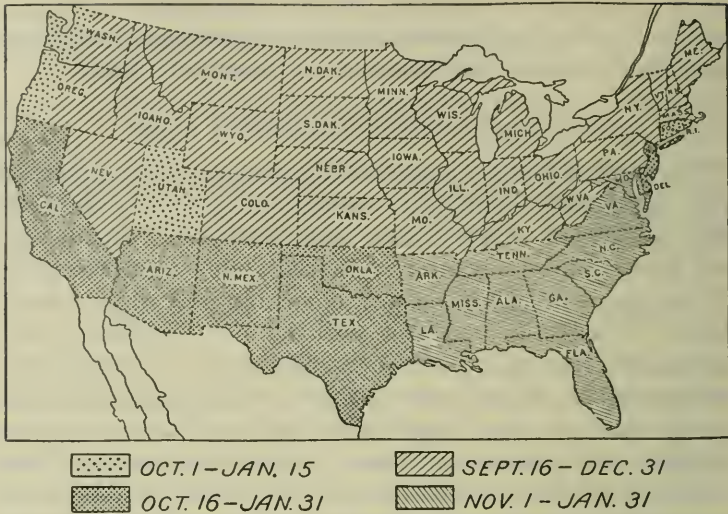 WASH.
ME.
MONT.
N.DAK.
MINN.
OREG.
VT.
N.H.
IDAHO.
S.DAK.
WIS.
N.Y.
MASS.
WYO.
MICH
R.I.
NEBR
IOWA.
PA.
NEV.
UTAH
ILL.
IND.
OHIO.
MD.
DEL
COLO.
W.VA
CAL.
KANS.
MO.
VA.
KY.
N.C.
ARIZ.
N.MEX.
OKLA.
TENN.
ARK.
S.C.
MISS.
ALA.
GA.
TEX.
LA.
FLA.
OCT. 1 - JAN. 15
SEPT. 16 - DEC. 31
OCT. 16 - JAN. 31
NOV. 1 - JAN. 31